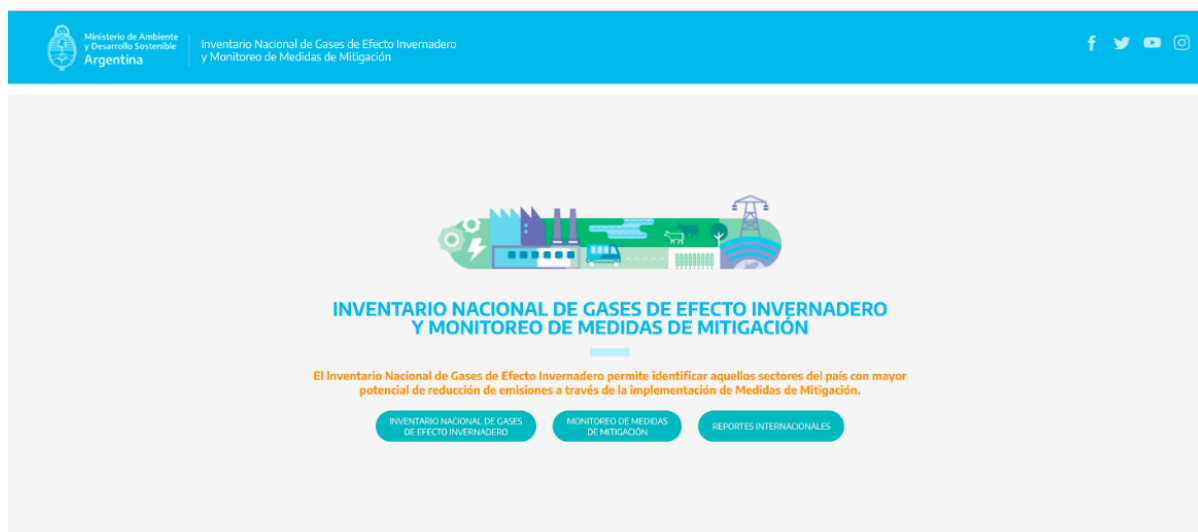 Ministerio de Ambiente
y Desarrollo Sostenible
Argentina
Inventario Nacional de Gases de Efecto Invernadero
y Monitoreo de Medidas de Mitigación
INVENTARIO NACIONAL DE GASES DE EFECTO INVERNADERO
Y MONITOREO DE MEDIDAS DE MITIGACIÓN
El Inventario Nacional de Gases de Efecto Invernadero permite identificar aquellos sectores del país con mayor
potencial de reducción de emisiones a través de la implementación de Medidas de Mitigación.
INVENTARIO NACIONAL DE GASES
DE EFECTO INVERNADERO
MONITOREO DE MEDIDAS
DE MITIGACIÓN
REPORTES INTERNACIONALES